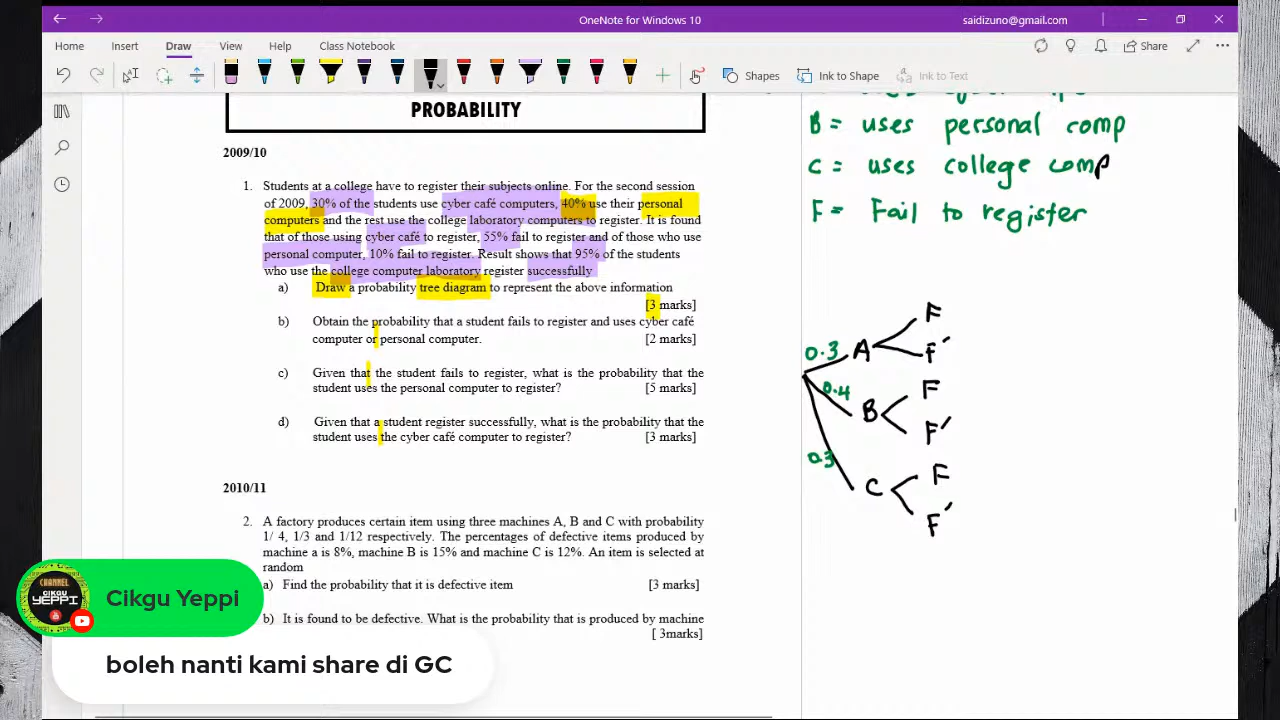 OneNote for Windows 10
saidizuno@gmail.com
Home Insert Draw View Help Class Notebook
Share
Shapes Ink to Shape Ink to Text
PROBABILITY
2009/10
1. Students at a college have to register their subjects online. For the second session
of 2009, 30% of the students use cyber café computers, 40% use their personal
computers and the rest use the college laboratory computers to register. It is found
that of those using cyber café to register, 55% fail to register and of those who use
personal computer, 10% fail to register. Result shows that 95% of the students
who use the college computer laboratory register successfully
a) Draw a probability tree diagram to represent the above information
[3 marks]
b) Obtain the probability that a student fails to register and uses cyber café
computer or personal computer. [2 marks]
c) Given that the student fails to register, what is the probability that the
student uses the personal computer to register? [5 marks]
d) Given that a student register successfully, what is the probability that the
student uses the cyber café computer to register? [3 marks]
2010/11
2. A factory produces certain item using three machines A, B and C with probability
1/ 4, 1/3 and 1/12 respectively. The percentages of defective items produced by
machine a is 8%, machine B is 15% and machine C is 12%. An item is selected at
random
a) Find the probability that it is defective item [3 marks]
b) It is found to be defective. What is the probability that is produced by machine
[ 3marks]
B = uses personal comp
C = uses college comp
F = Fail to register
F
0.3 A
F'
0.4 F
B
F'
0.3
F
C
F'
CHANNEL
CIKGU
YEPPI
Cikgu Yeppi
boleh nanti kami share di GC